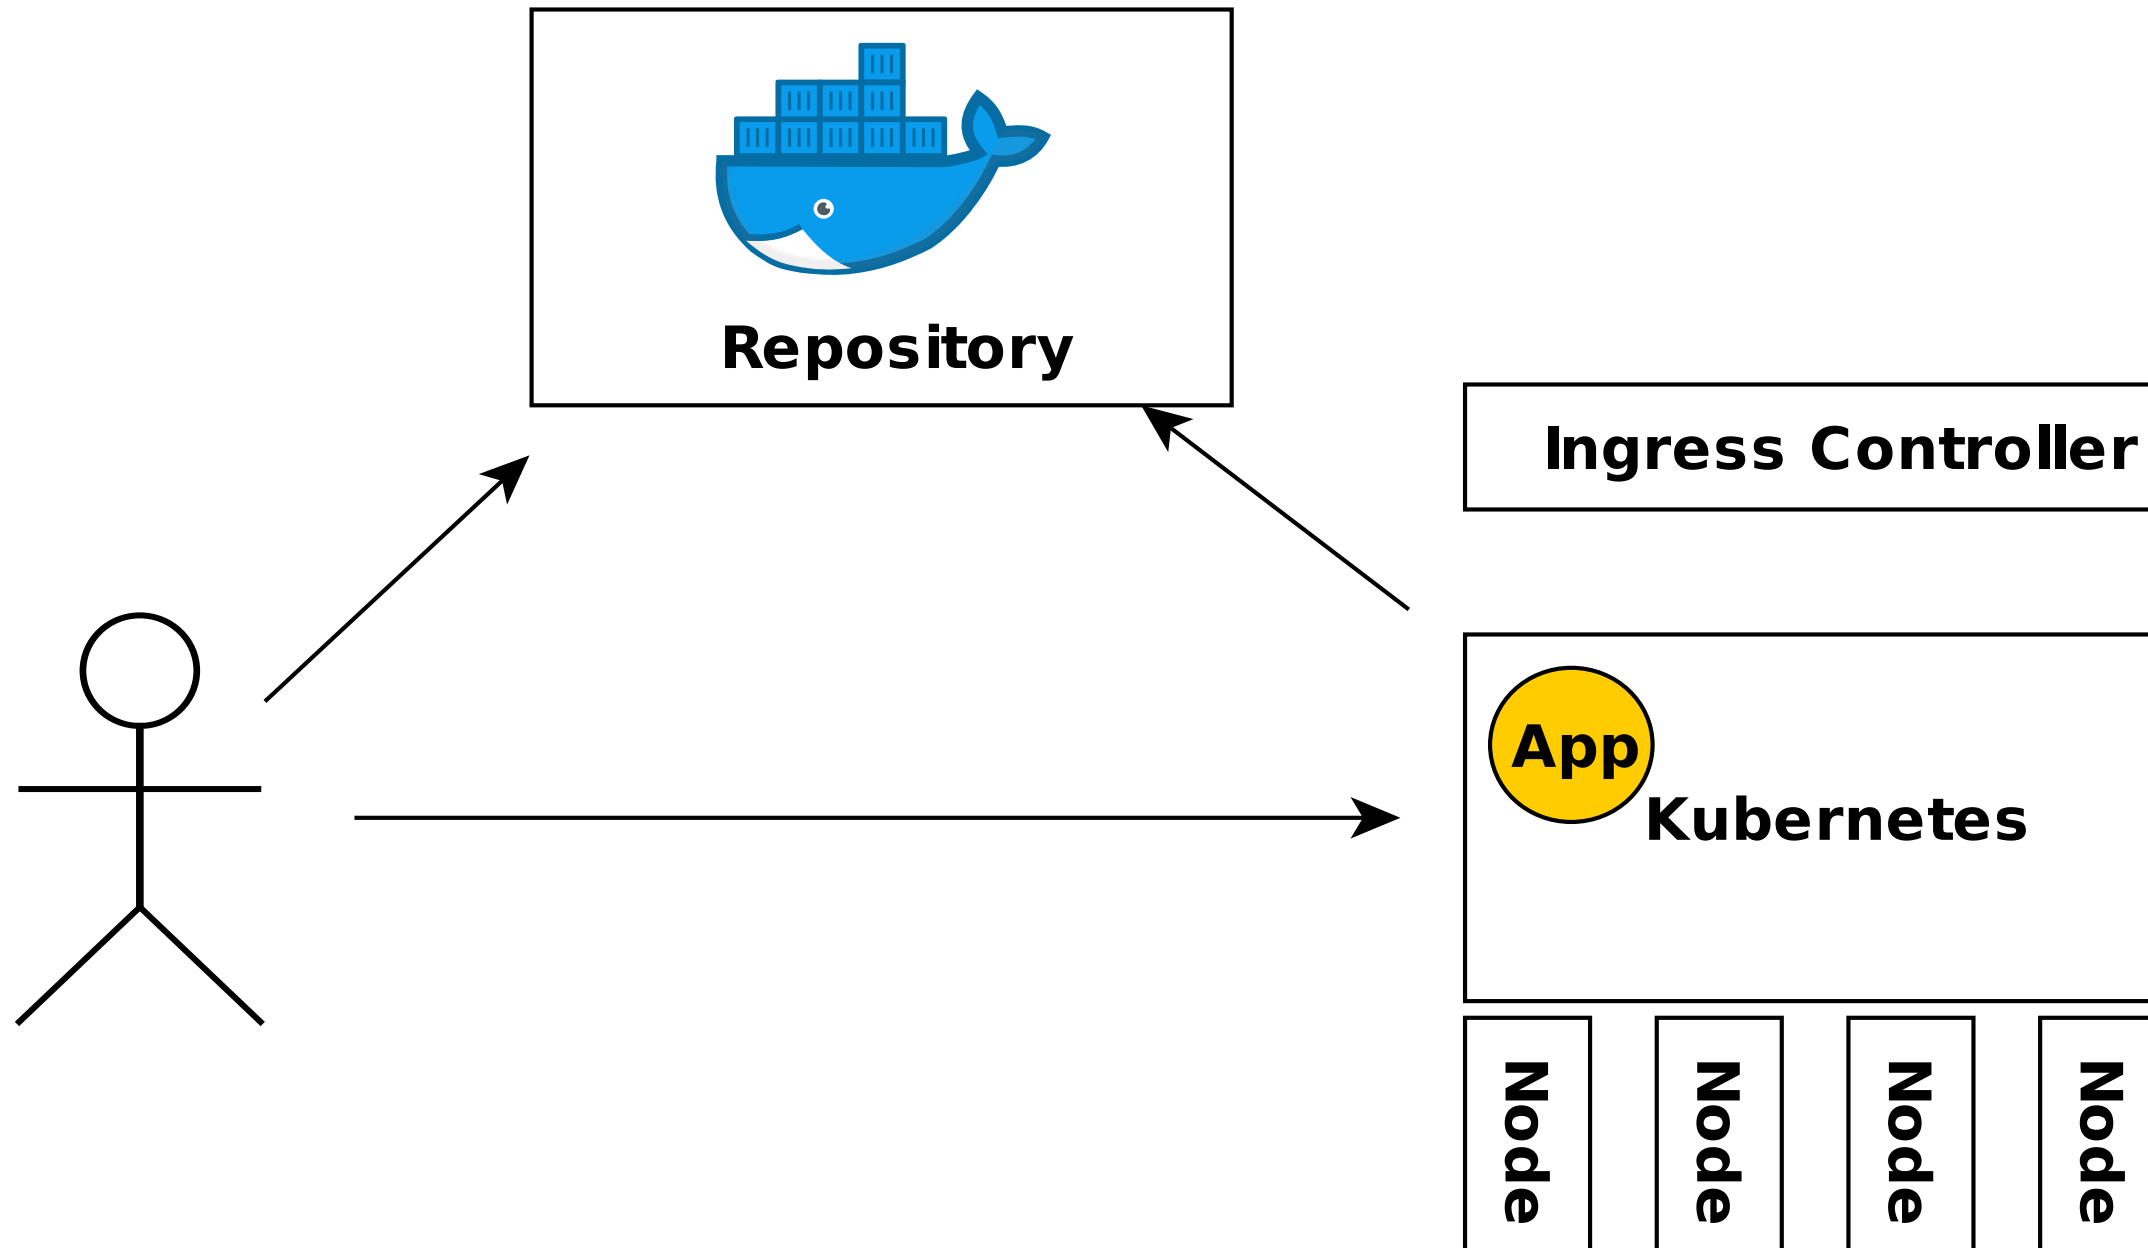 Repository
Ingress Controller
App
Kubernetes
Node
Node
Node
Node